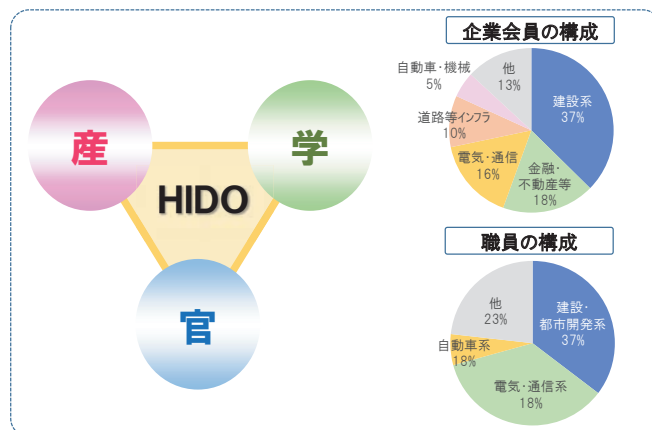 産
学
HIDO
官
企業会員の構成
建設系
37%
金融・
不動産等
18%
電気・通信
16%
道路等インフラ
10%
自動車・機械
5%
他
13%
職員の構成
建設・
都市開発系
37%
電気・通信系
18%
自動車系
18%
他
23%